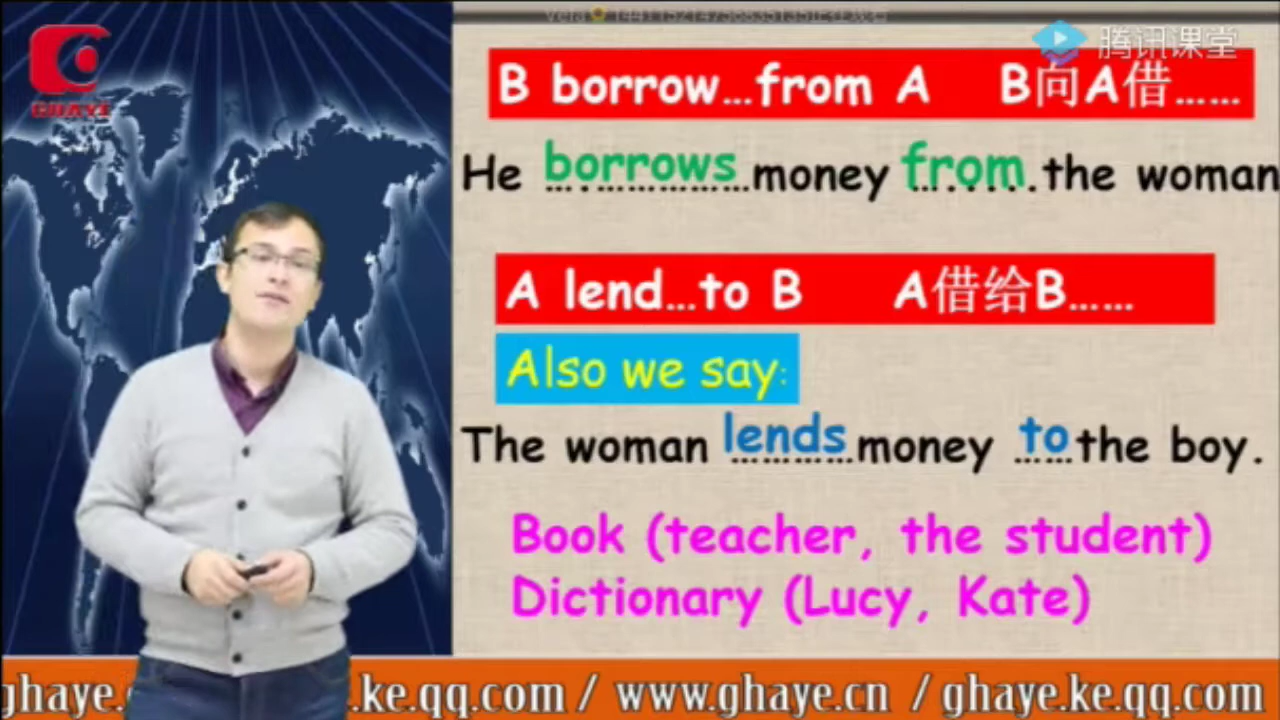 腾讯课堂
GHAYE
B borrow...from A B向A借......
He borrows money from the woman
A lend...to B A借给B......
Also we say:
The woman lends money to the boy.
Book (teacher, the student)
Dictionary (Lucy, Kate)
.ke.qq.com / www.ghaye.cn / ghaye.ke.qq.com